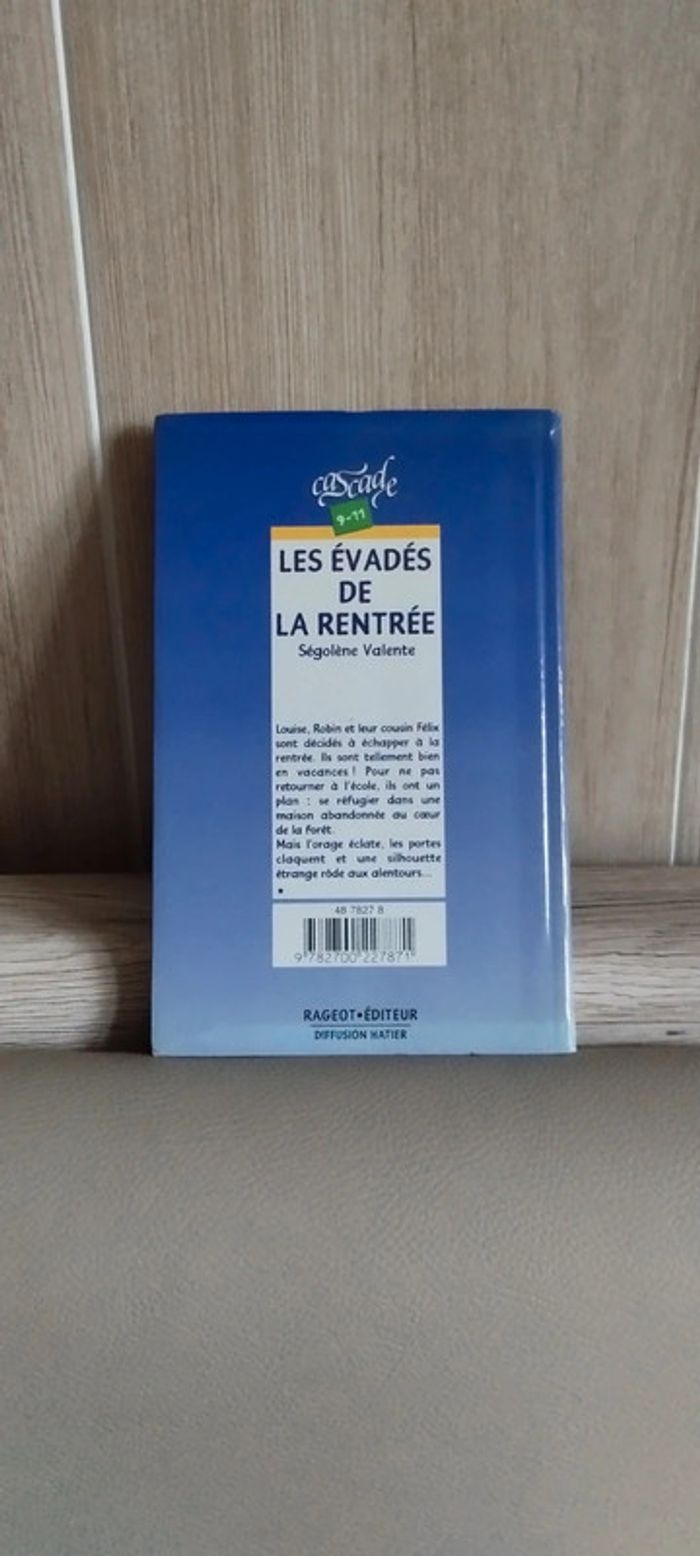 cascade
9-11
LES ÉVADÉS
DE
LA RENTRÉE
Ségolène Valente
Louise, Robin et leur cousin Félix
sont décidés à échapper à la
rentrée. Ils sont tellement bien
en vacances ! Pour ne pas
retourner à l'école, ils ont un
plan : se réfugier dans une
maison abandonnée au cœur
de la forêt.
Mais l'orage éclate, les portes
claquent et une silhouette
étrange rôde aux alentours...
48 7827 8
9782700227871
RAGEOT•ÉDITEUR
DIFFUSION HATIER